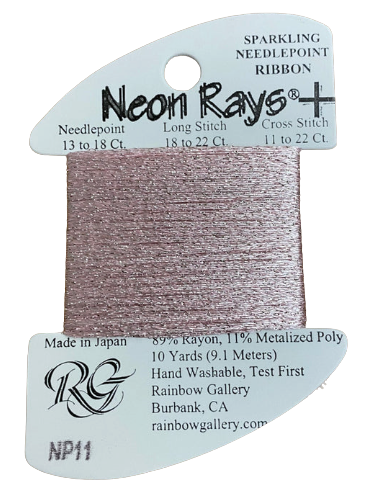 SPARKLING
NEEDLEPOINT
RIBBON
Neon Rays®+
Needlepoint
13 to 18 Ct.
Long Stitch
18 to 22 Ct.
Cross Stitch
11 to 22 Ct.
Made in Japan
89% Rayon, 11% Metalized Poly
10 Yards (9.1 Meters)
Hand Washable, Test First
Rainbow Gallery
Burbank, CA
rainbowgallery.com
RG
NP11